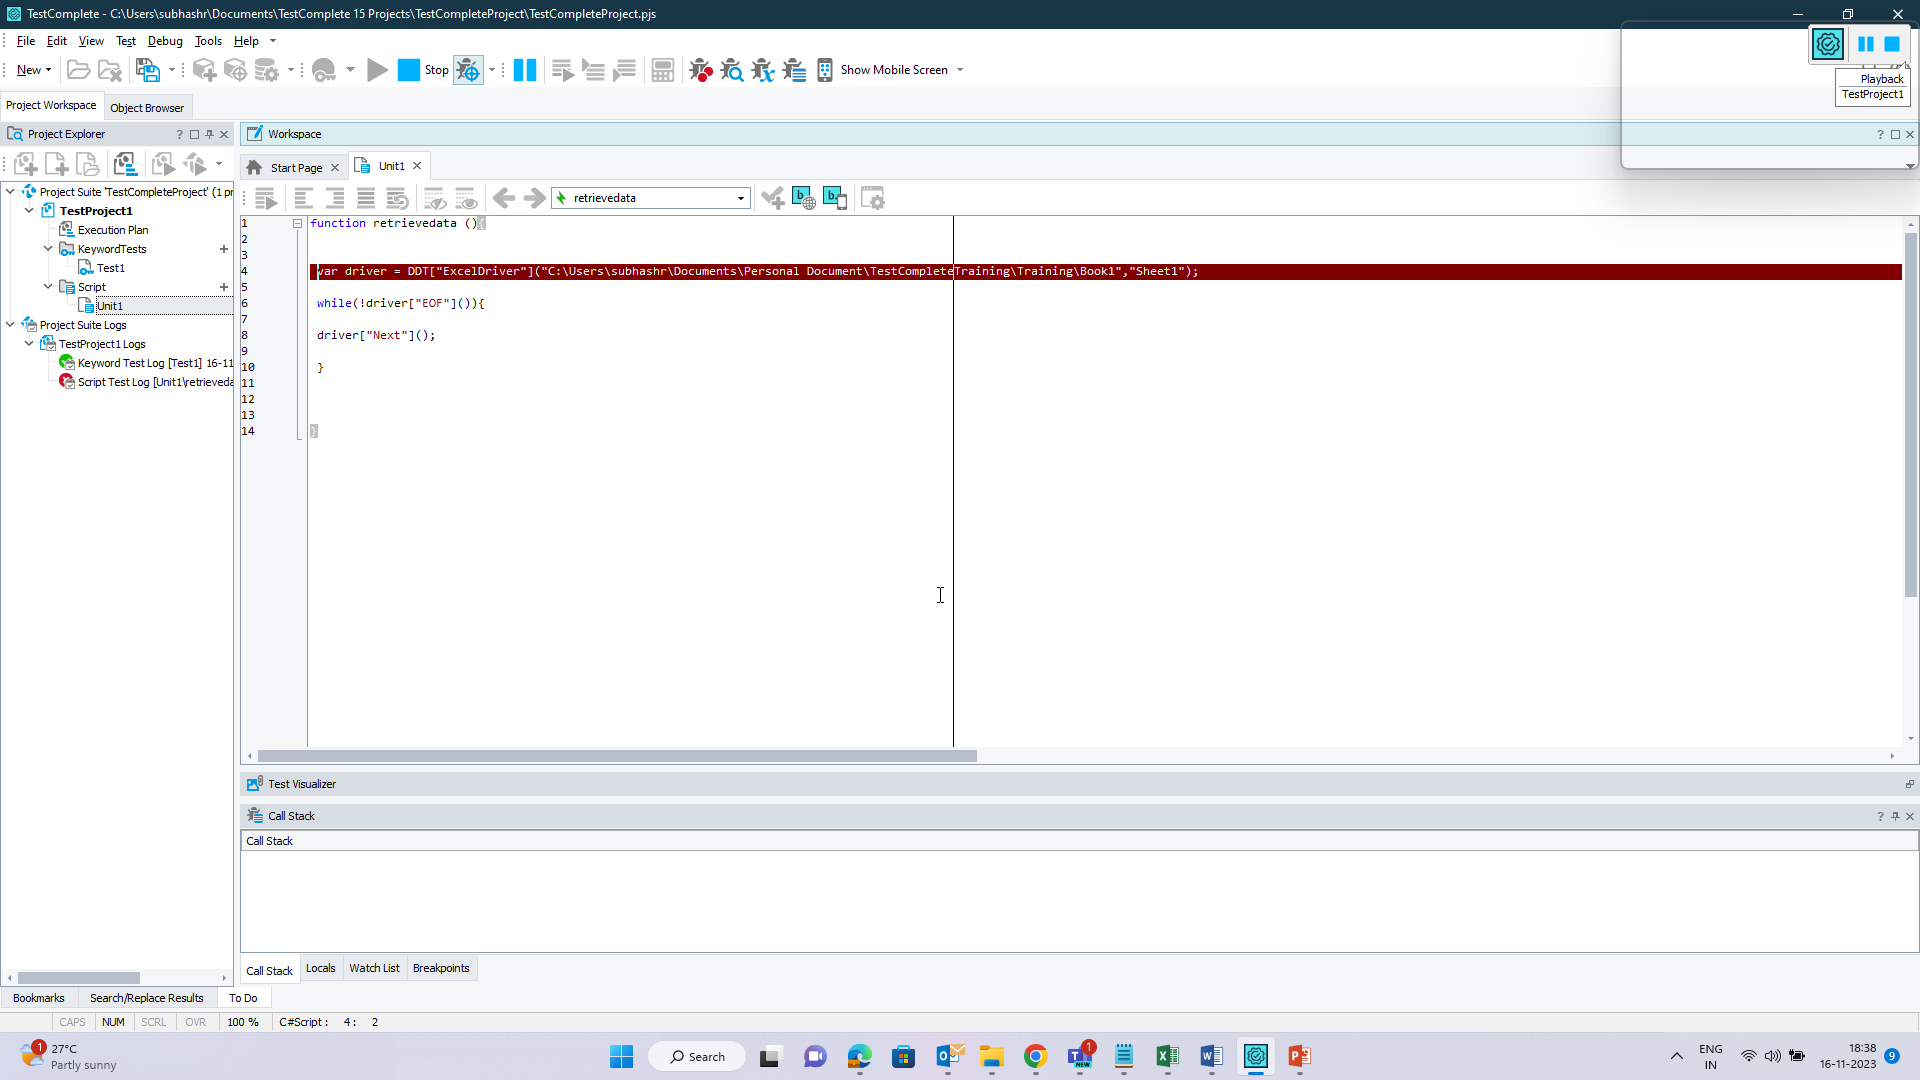 TestComplete - C:\Users\subhashr\Documents\TestComplete 15 Projects\TestCompleteProject\TestCompleteProject.pjs
File Edit View Test Debug Tools Help
New Stop Show Mobile Screen
Playback
TestProject1
Project Workspace Object Browser
Project Explorer
Workspace
Start Page Unit1
retrievedata
Project Suite 'TestCompleteProject' (1 pr
TestProject1
Execution Plan
KeywordTests
Test1
Script
Unit1
Project Suite Logs
TestProject1 Logs
Keyword Test Log [Test1] 16-11
Script Test Log [Unit1\retrieveda
1 function retrievedata (){
2
3
4 var driver = DDT["ExcelDriver"]("C:\Users\subhashr\Documents\Personal Document\TestCompleteTraining\Training\Book1","Sheet1");
5
6 while(!driver["EOF"]()){
7
8 driver["Next"]();
9
10 }
11
12
13
14 }
Test Visualizer
Call Stack
Call Stack
Call Stack Locals Watch List Breakpoints
Bookmarks Search/Replace Results To Do
CAPS NUM SCRL OVR 100 % C#Script : 4 : 2
1
27°C
Partly sunny
Search
1
NEW
ENG
IN
18:38
16-11-2023
9